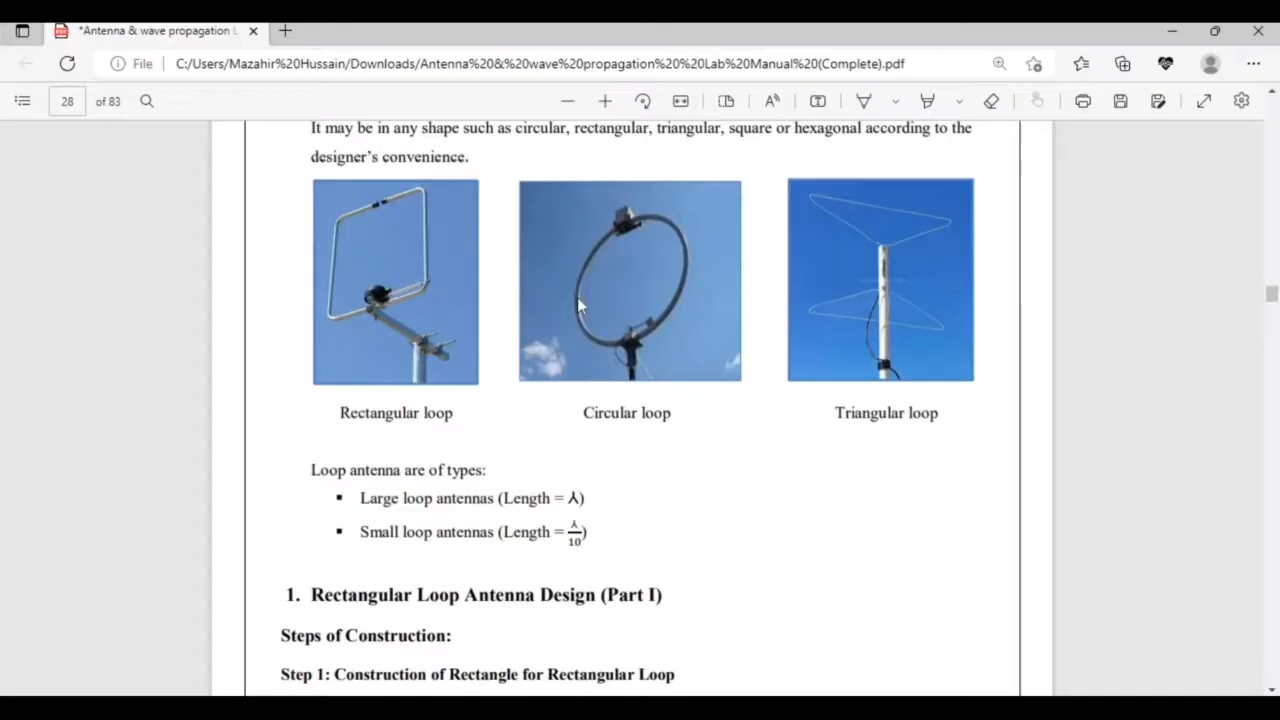 *Antenna & wave propagation L
File C:/Users/Mazahir%20Hussain/Downloads/Antenna%20&%20wave%20propagation%20%20Lab%20Manual%20(Complete).pdf
28 of 83
It may be in any shape such as circular, rectangular, triangular, square or hexagonal according to the
designer's convenience.
Rectangular loop Circular loop Triangular loop
Loop antenna are of types:
▪ Large loop antennas (Length = ⅄)
▪ Small loop antennas (Length = ⅄/10)
1. Rectangular Loop Antenna Design (Part I)
Steps of Construction:
Step 1: Construction of Rectangle for Rectangular Loop